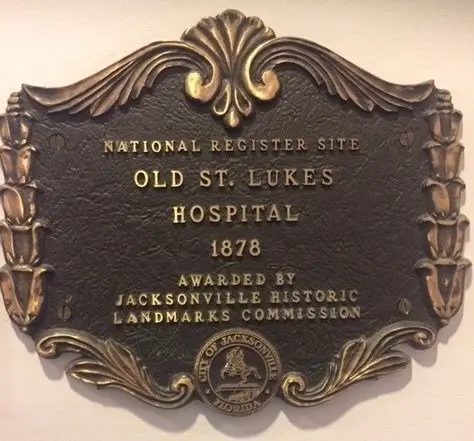 NATIONAL REGISTER SITE
OLD ST. LUKES
HOSPITAL
1878
AWARDED BY
JACKSONVILLE HISTORIC
LANDMARKS COMMISSION
CITY OF JACKSONVILLE
FLORIDA